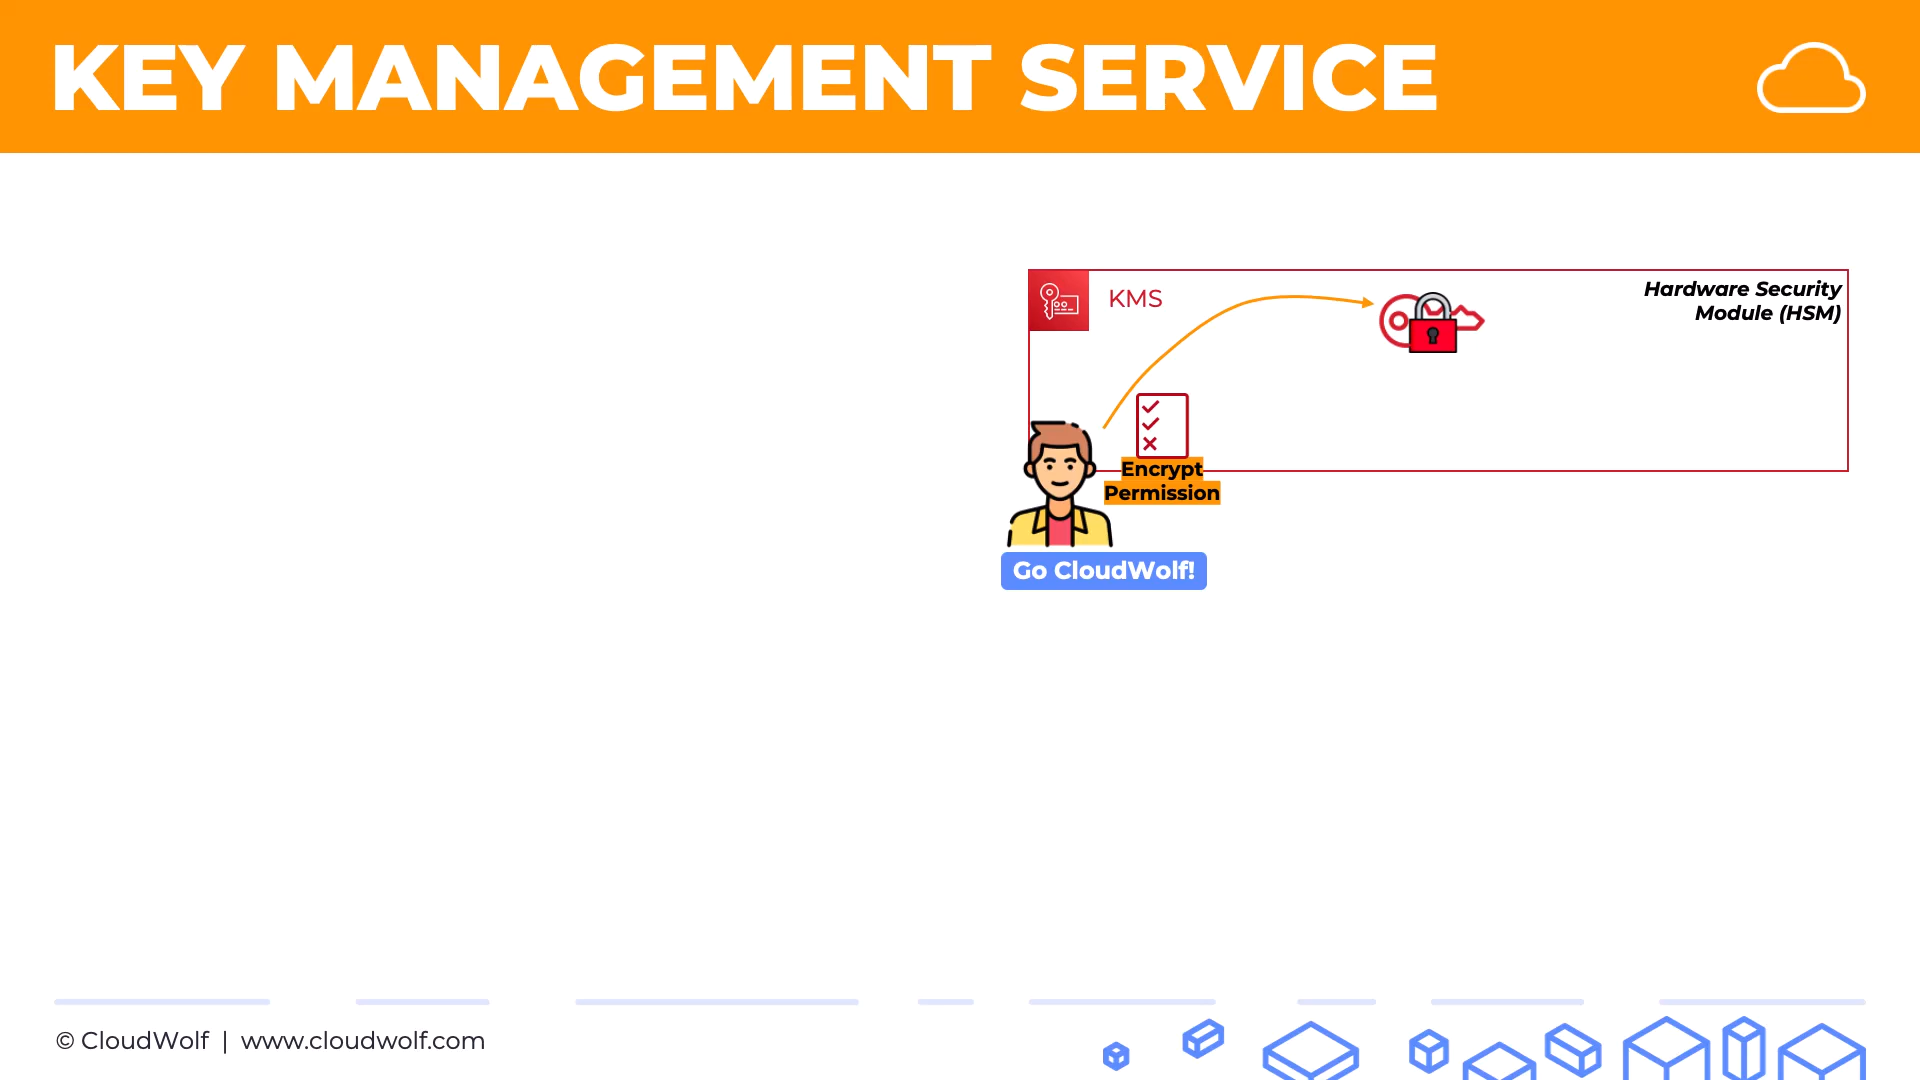 KEY MANAGEMENT SERVICE
KMS
Hardware Security
Module (HSM)
Encrypt
Permission
Go CloudWolf!
© CloudWolf | www.cloudwolf.com